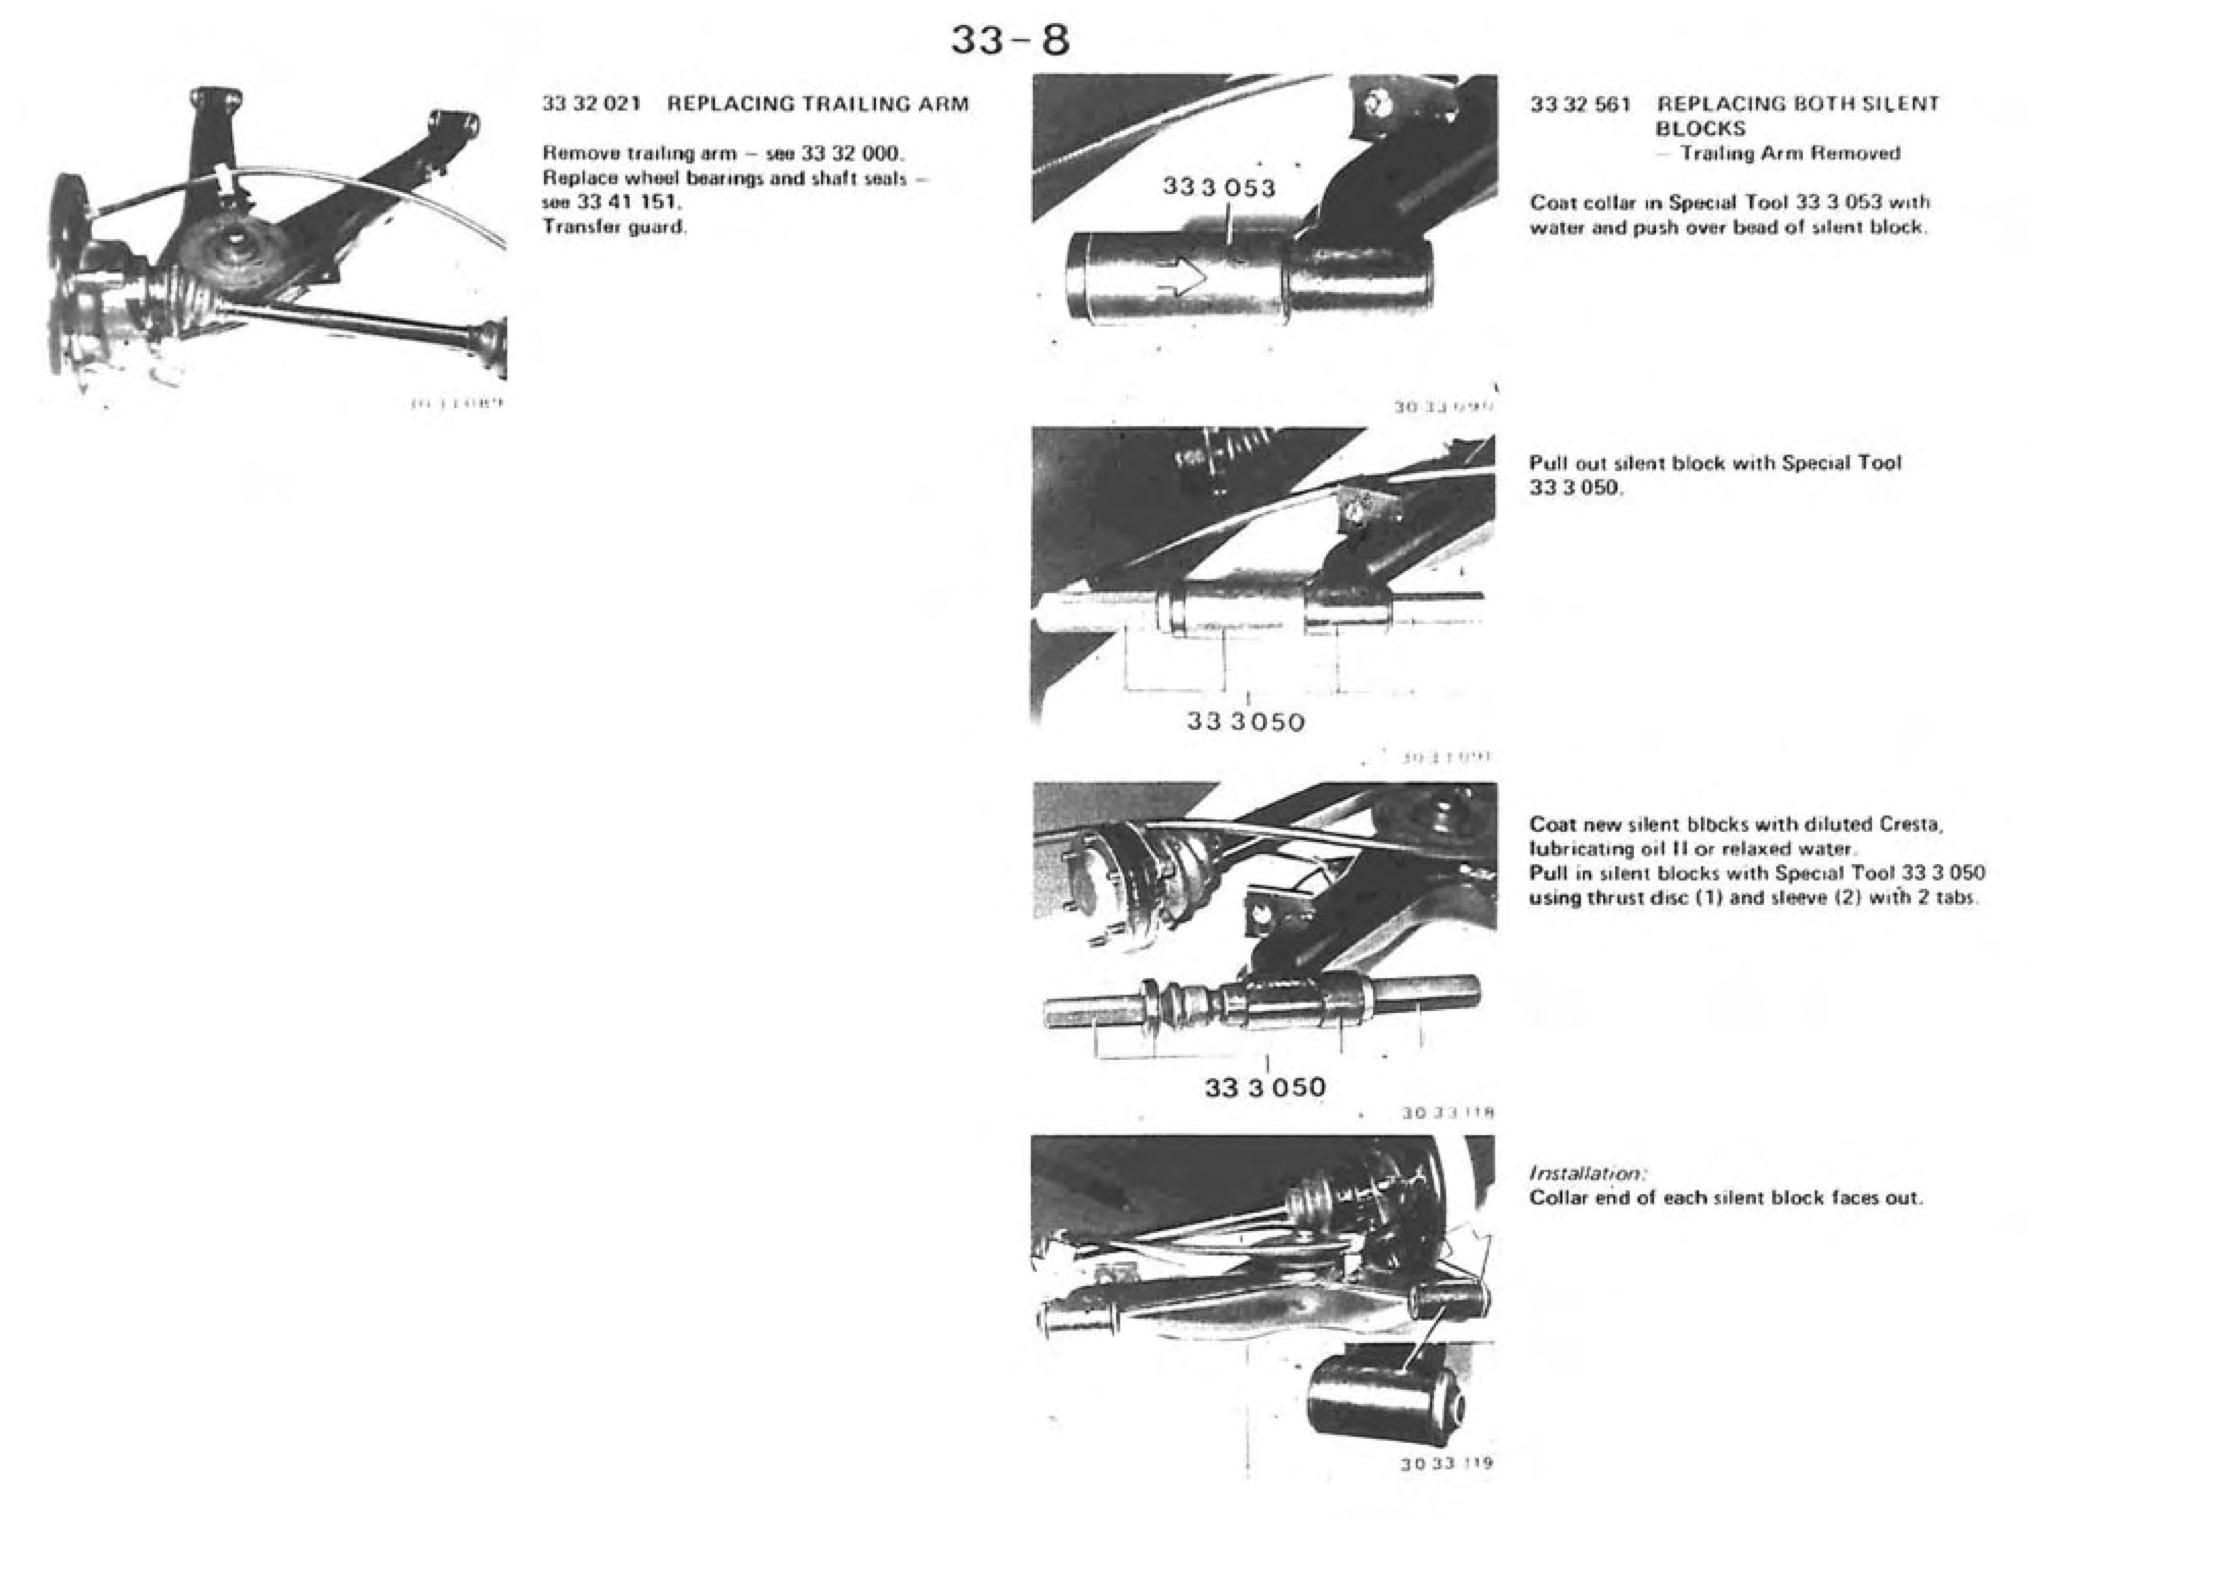 33-8
33 32 021 REPLACING TRAILING ARM
Remove trailing arm – see 33 32 000.
Replace wheel bearings and shaft seals –
see 33 41 151.
Transfer guard.
33 3 053
33 32 561 REPLACING BOTH SILENT
BLOCKS
– Trailing Arm Removed
Coat collar in Special Tool 33 3 053 with
water and push over bead of silent block.
30 33 090
Pull out silent block with Special Tool
33 3 050.
33 3 050
Coat new silent blocks with diluted Cresta,
lubricating oil II or relaxed water.
Pull in silent blocks with Special Tool 33 3 050
using thrust disc (1) and sleeve (2) with 2 tabs.
33 3 050
30 33 118
Installation:
Collar end of each silent block faces out.
30 33 119